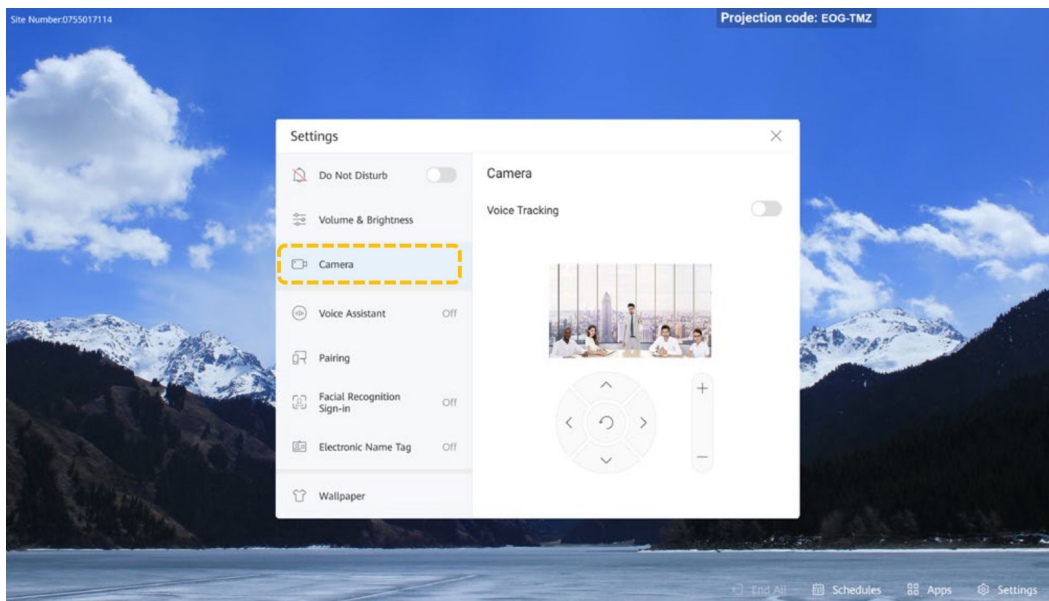 Site Number:0755017114
Projection code: EOG-TMZ
Settings
Do Not Disturb
Volume & Brightness
Camera
Voice Assistant Off
Pairing
Facial Recognition
Sign-in Off
Electronic Name Tag Off
Wallpaper
Camera
Voice Tracking
End All
Schedules
Apps
Settings